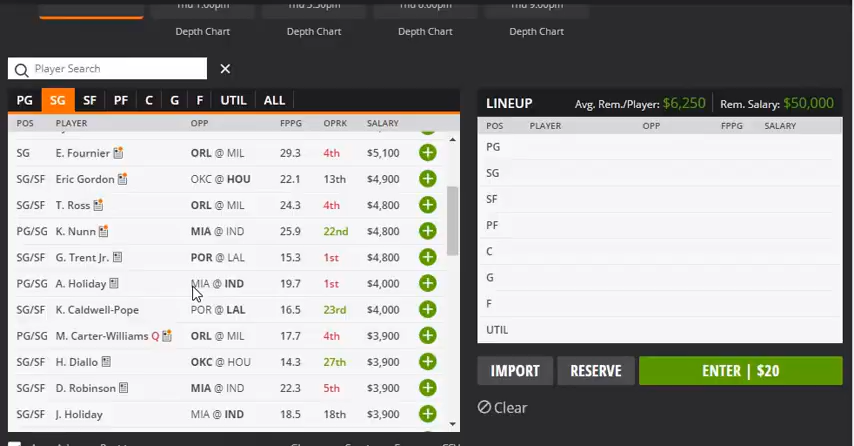 Thu 1:00pm Thu 3:30pm Thu 6:00pm Thu 9:00pm
Depth Chart Depth Chart Depth Chart Depth Chart
Player Search
PG SG SF PF C G F UTIL ALL
POS PLAYER OPP FPPG OPRK SALARY
SG E. Fournier ORL @ MIL 29.3 4th $5,100
SG/SF Eric Gordon OKC @ HOU 22.1 13th $4,900
SG/SF T. Ross ORL @ MIL 24.3 4th $4,800
PG/SG K. Nunn MIA @ IND 25.9 22nd $4,800
SG/SF G. Trent Jr. POR @ LAL 15.3 1st $4,800
PG/SG A. Holiday MIA @ IND 19.7 1st $4,000
SG/SF K. Caldwell-Pope POR @ LAL 16.5 23rd $4,000
PG/SG M. Carter-Williams Q ORL @ MIL 17.7 4th $3,900
SG/SF H. Diallo OKC @ HOU 14.3 27th $3,900
SG/SF D. Robinson MIA @ IND 22.3 5th $3,900
SG/SF J. Holiday MIA @ IND 18.5 18th $3,900
LINEUP Avg. Rem./Player: $6,250 Rem. Salary: $50,000
POS PLAYER OPP FPPG SALARY
PG
SG
SF
PF
C
G
F
UTIL
IMPORT RESERVE ENTER | $20
Clear